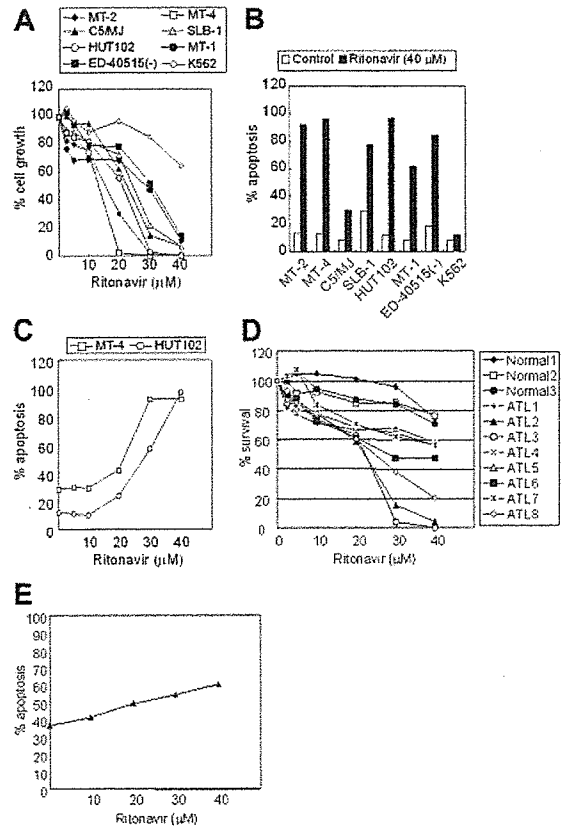 A
MT-2 MT-4
C5/MJ SLB-1
HUT102 MT-1
ED-40515(-) K562
% cell growth
120
100
80
60
40
20
0
10 20 30 40
Ritonavir (μM)
B
Control Ritonavir (40 μM)
% apoptosis
120
100
80
60
40
20
0
MT-2
MT-4
C5/MJ
SLB-1
HUT102
MT-1
ED-40515(-)
K562
C
MT-4 HUT102
% apoptosis
120
100
80
60
40
20
0
10 20 30 40
Ritonavir (μM)
D
% survival
120
100
80
60
40
20
0
0 10 20 30 40
Ritonavir (μM)
Normal1
Normal2
Normal3
ATL1
ATL2
ATL3
ATL4
ATL5
ATL6
ATL7
ATL8
E
% apoptosis
100
90
80
70
60
50
40
30
20
10
0
10 20 30 40
Ritonavir (μM)